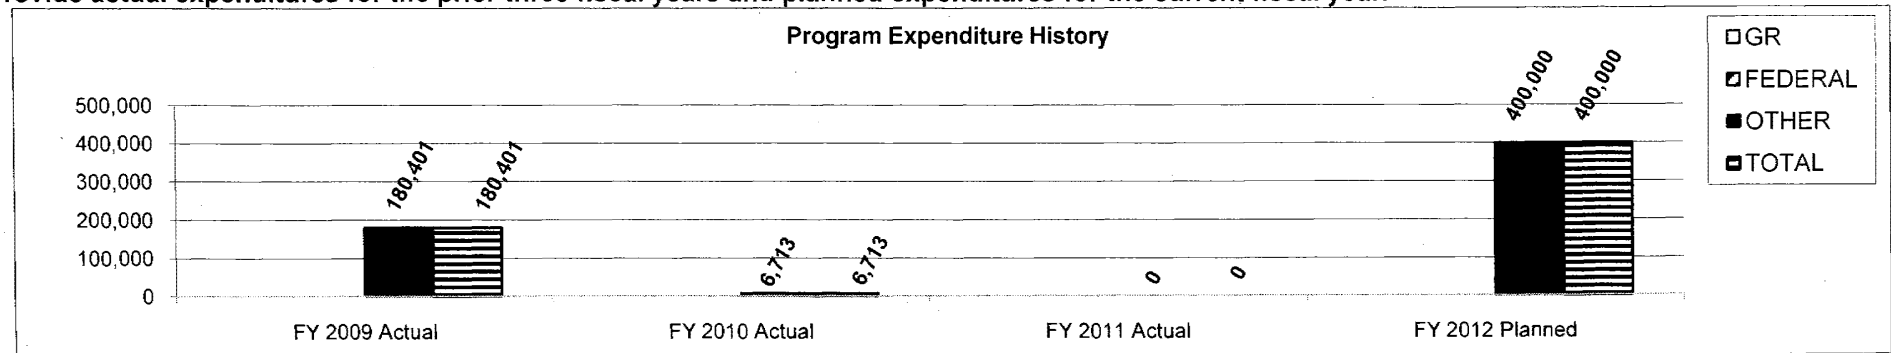 Program Expenditure History
GR
FEDERAL
OTHER
TOTAL
500,000
400,000
300,000
200,000
100,000
0
180,401
180,401
6,713
6,713
0
0
400,000
400,000
FY 2009 Actual
FY 2010 Actual
FY 2011 Actual
FY 2012 Planned